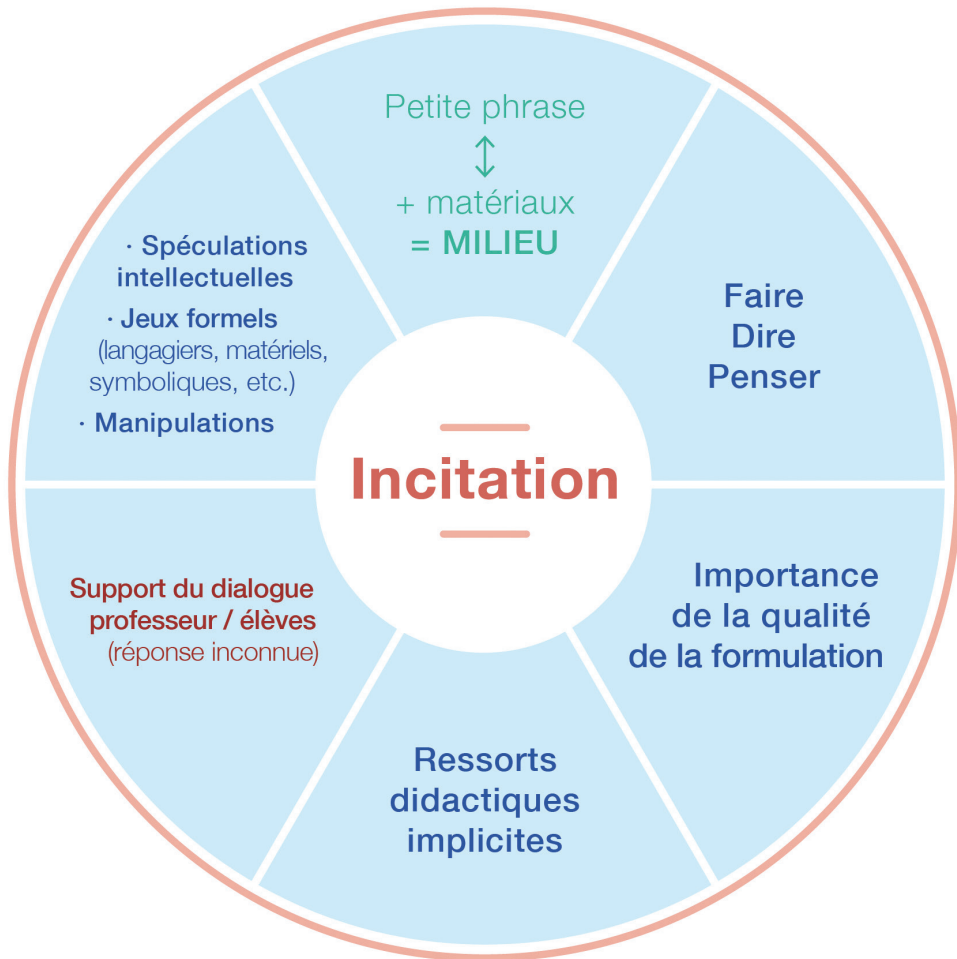 Petite phrase
↕
+ matériaux
= MILIEU
Faire
Dire
Penser
Importance
de la qualité
de la formulation
Ressorts
didactiques
implicites
Support du dialogue
professeur / élèves
(réponse inconnue)
· Spéculations
intellectuelles
· Jeux formels
(langagiers, matériels,
symboliques, etc.)
· Manipulations
Incitation